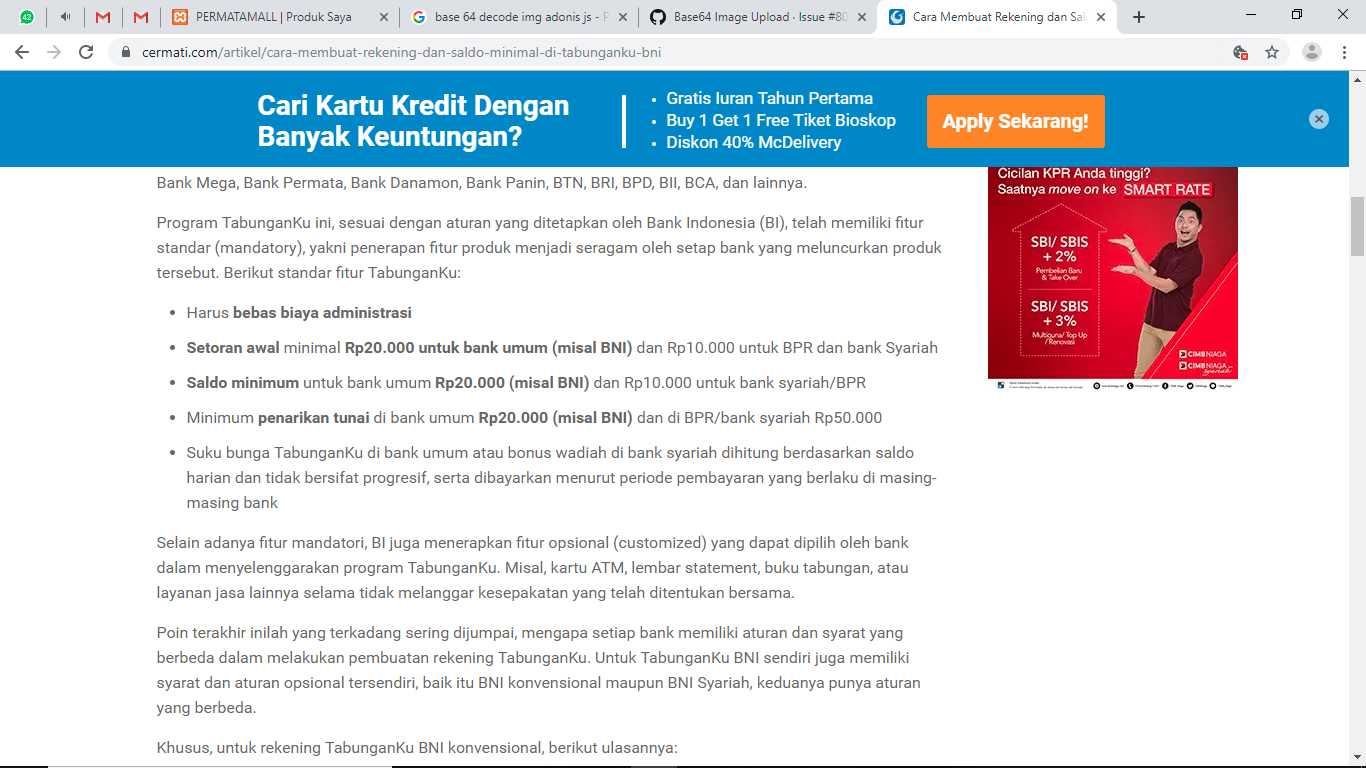 42
PERMATAMALL | Produk Saya
base 64 decode img adonis js - P
Base64 Image Upload · Issue #80
Cara Membuat Rekening dan Sal
cermati.com/artikel/cara-membuat-rekening-dan-saldo-minimal-di-tabunganku-bni
Cari Kartu Kredit Dengan
Banyak Keuntungan?
• Gratis Iuran Tahun Pertama
• Buy 1 Get 1 Free Tiket Bioskop
• Diskon 40% McDelivery
Apply Sekarang!
Bank Mega, Bank Permata, Bank Danamon, Bank Panin, BTN, BRI, BPD, BII, BCA, dan lainnya.
Program TabunganKu ini, sesuai dengan aturan yang ditetapkan oleh Bank Indonesia (BI), telah memiliki fitur
standar (mandatory), yakni penerapan fitur produk menjadi seragam oleh setap bank yang meluncurkan produk
tersebut. Berikut standar fitur TabunganKu:
• Harus bebas biaya administrasi
• Setoran awal minimal Rp20.000 untuk bank umum (misal BNI) dan Rp10.000 untuk BPR dan bank Syariah
• Saldo minimum untuk bank umum Rp20.000 (misal BNI) dan Rp10.000 untuk bank syariah/BPR
• Minimum penarikan tunai di bank umum Rp20.000 (misal BNI) dan di BPR/bank syariah Rp50.000
• Suku bunga TabunganKu di bank umum atau bonus wadiah di bank syariah dihitung berdasarkan saldo
harian dan tidak bersifat progresif, serta dibayarkan menurut periode pembayaran yang berlaku di masing-
masing bank
Selain adanya fitur mandatori, BI juga menerapkan fitur opsional (customized) yang dapat dipilih oleh bank
dalam menyelenggarakan program TabunganKu. Misal, kartu ATM, lembar statement, buku tabungan, atau
layanan jasa lainnya selama tidak melanggar kesepakatan yang telah ditentukan bersama.
Poin terakhir inilah yang terkadang sering dijumpai, mengapa setiap bank memiliki aturan dan syarat yang
berbeda dalam melakukan pembuatan rekening TabunganKu. Untuk TabunganKu BNI sendiri juga memiliki
syarat dan aturan opsional tersendiri, baik itu BNI konvensional maupun BNI Syariah, keduanya punya aturan
yang berbeda.
Khusus, untuk rekening TabunganKu BNI konvensional, berikut ulasannya:
Cicilan KPR Anda tinggi?
Saatnya move on ke SMART RATE
SBI/ SBIS
+ 2%
Pembelian Baru
& Take Over
SBI/ SBIS
+ 3%
Multiguna/ Top Up
/Renovasi
CIMB NIAGA
CIMB NIAGA
Syariah